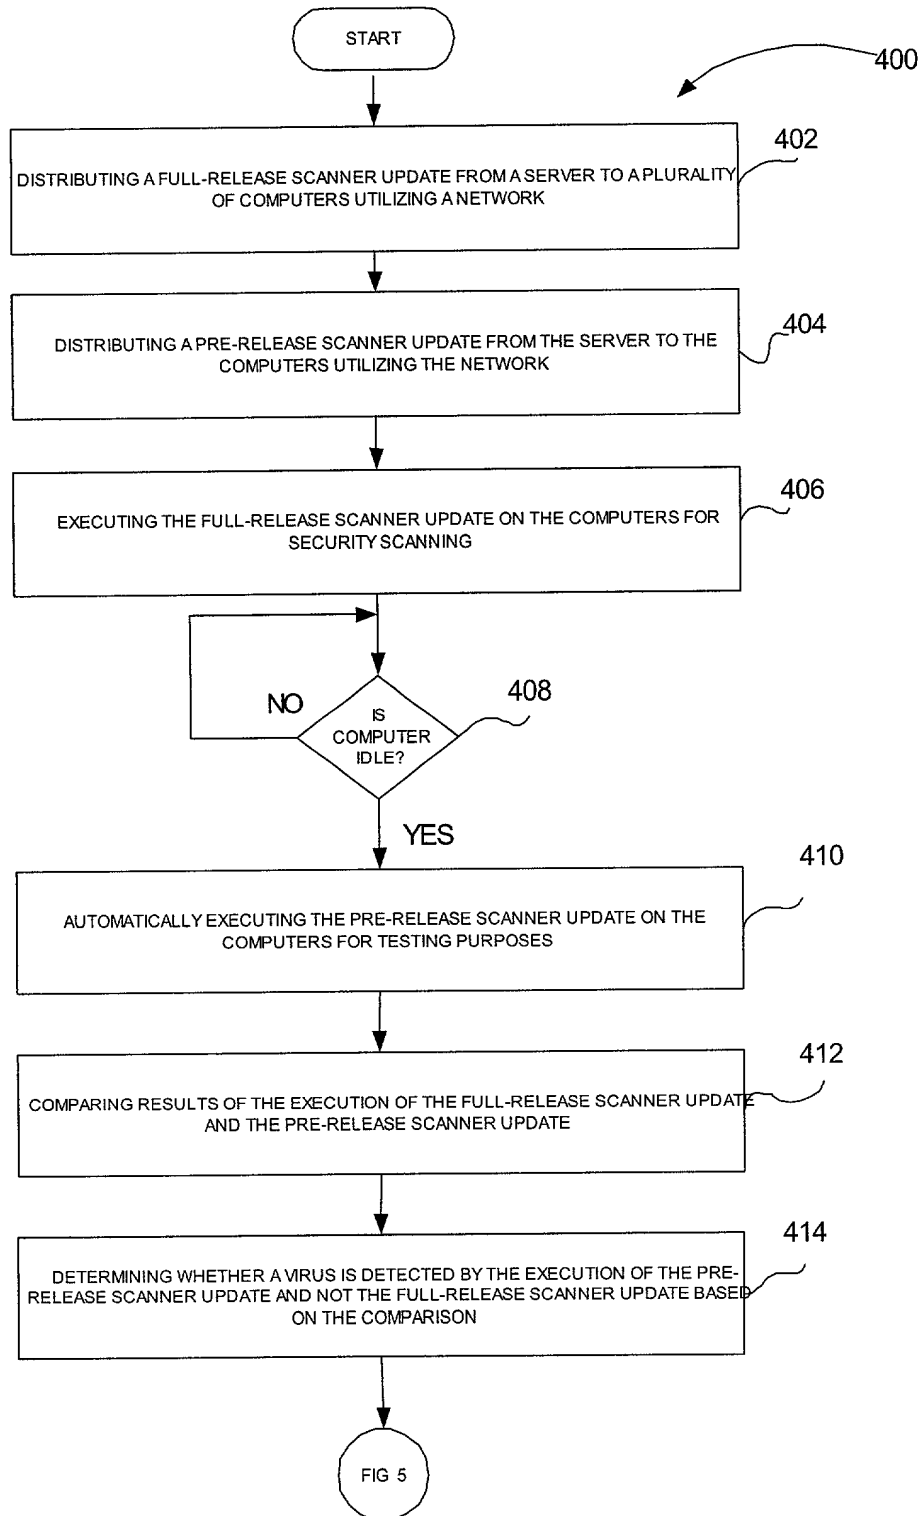 START
400
402
DISTRIBUTING A FULL-RELEASE SCANNER UPDATE FROM A SERVER TO A PLURALITY
OF COMPUTERS UTILIZING A NETWORK
404
DISTRIBUTING A PRE-RELEASE SCANNER UPDATE FROM THE SERVER TO THE
COMPUTERS UTILIZING THE NETWORK
406
EXECUTING THE FULL-RELEASE SCANNER UPDATE ON THE COMPUTERS FOR
SECURITY SCANNING
408
NO
IS
COMPUTER
IDLE?
YES
410
AUTOMATICALLY EXECUTING THE PRE-RELEASE SCANNER UPDATE ON THE
COMPUTERS FOR TESTING PURPOSES
412
COMPARING RESULTS OF THE EXECUTION OF THE FULL-RELEASE SCANNER UPDATE
AND THE PRE-RELEASE SCANNER UPDATE
414
DETERMINING WHETHER A VIRUS IS DETECTED BY THE EXECUTION OF THE PRE-
RELEASE SCANNER UPDATE AND NOT THE FULL-RELEASE SCANNER UPDATE BASED
ON THE COMPARISON
FIG 5